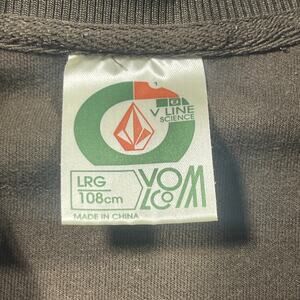 V LINE
SCIENCE
LRG
108cm
VOLCOM
MADE IN CHINA